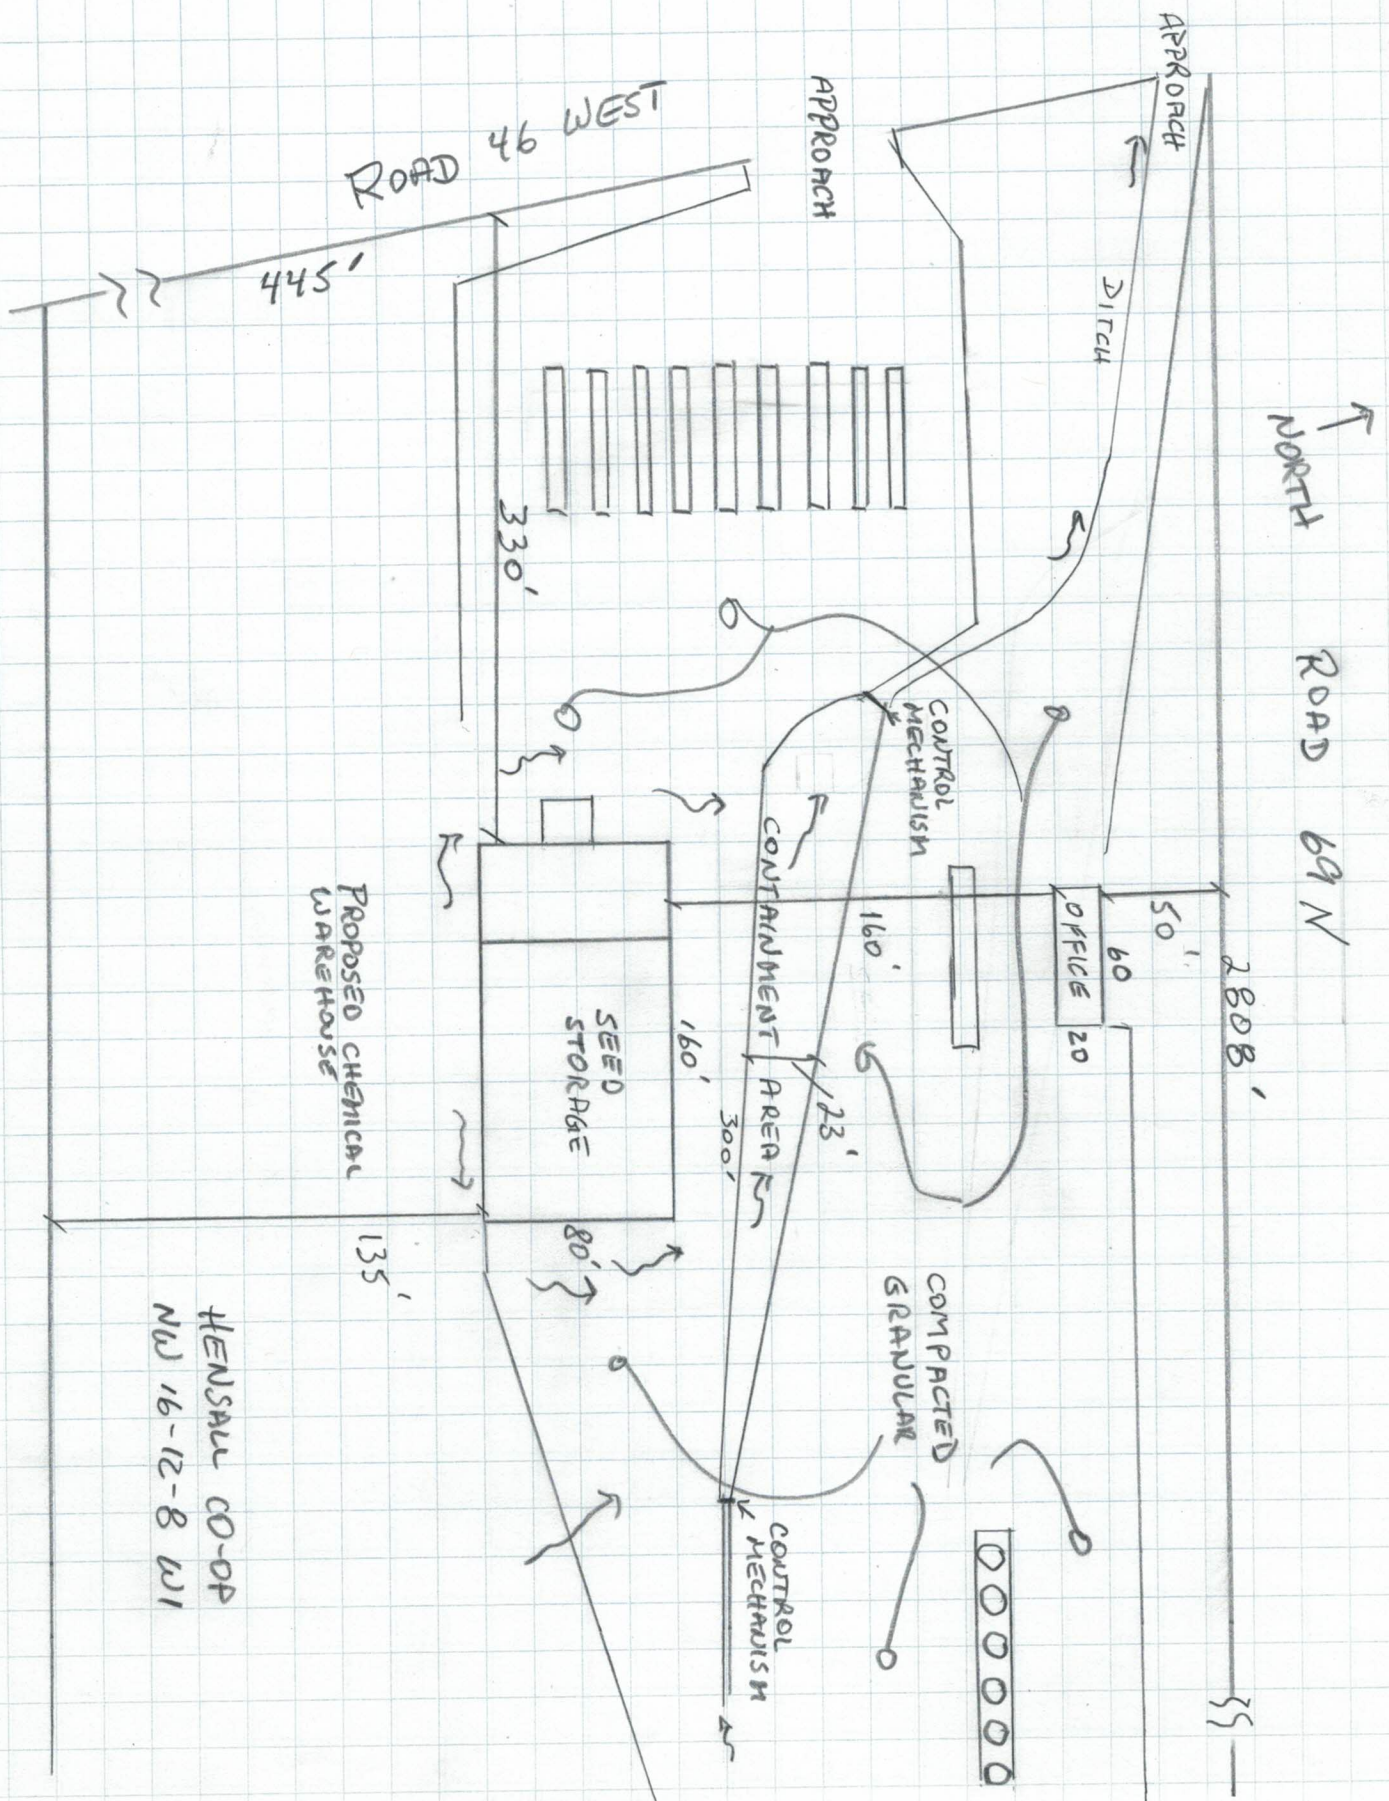 APPROACH
ROAD 46 WEST
APPROACH
445'
DITCH
NORTH
ROAD 69 N
330'
CONTROL
MECHANISM
OFFICE
60
20
50'
2808'
160'
CONTAINMENT AREA
23'
300'
160'
SEED
STORAGE
80'
PROPOSED CHEMICAL
WAREHOUSE
135'
COMPACTED
GRANULAR
CONTROL
MECHANISM
HENSALL CO-OP
NW 16-12-8 W1